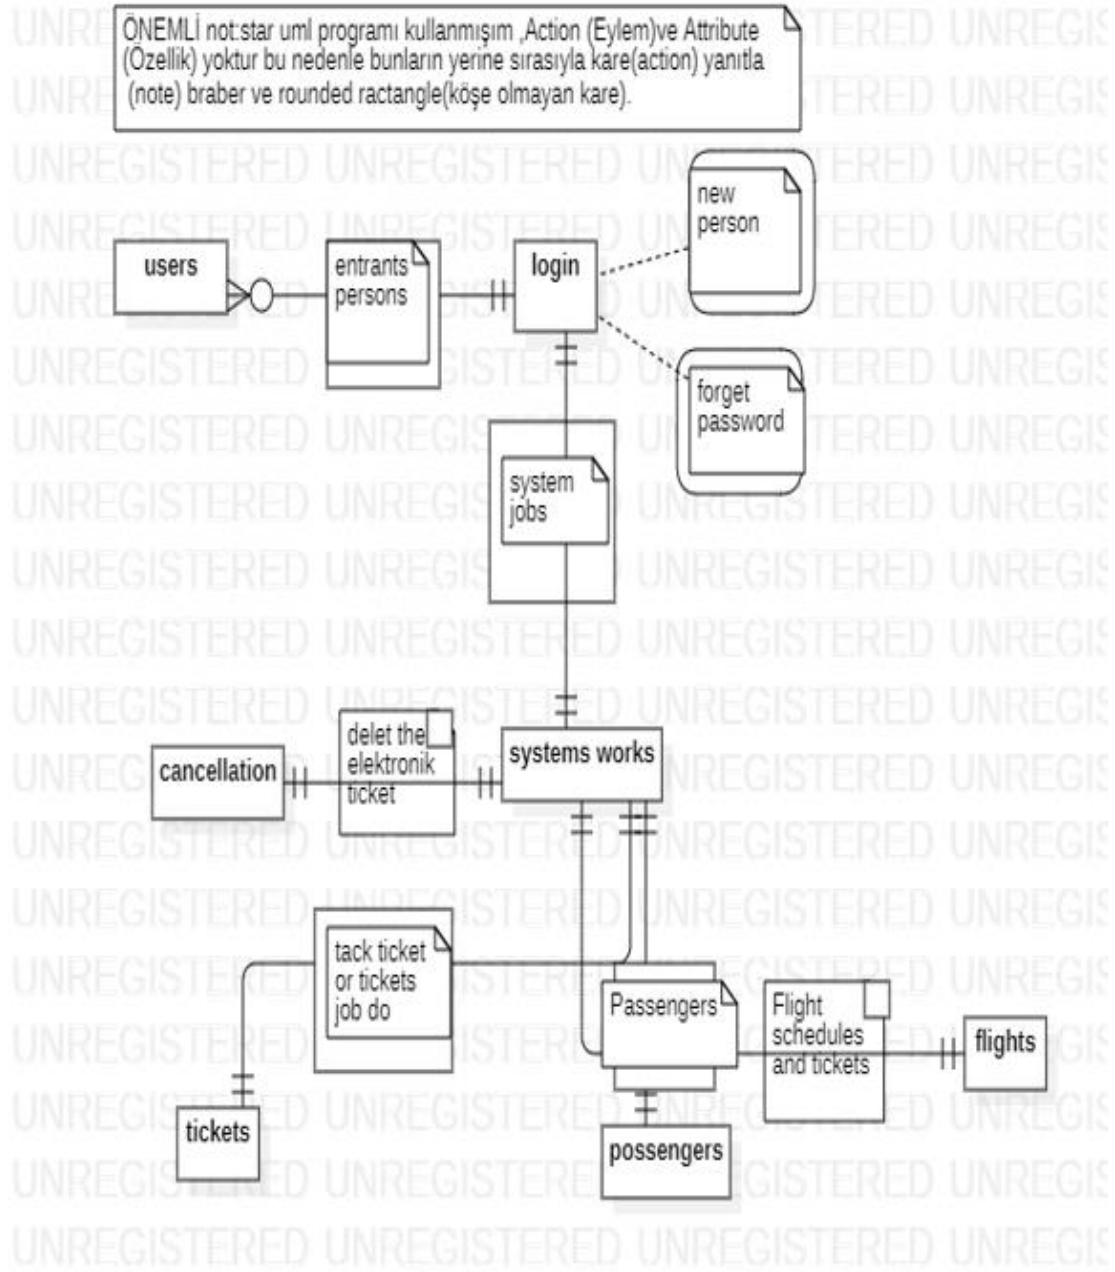 ÖNEMLİ not:star uml programı kullanmışım ,Action (Eylem)ve Attribute
(Özellik) yoktur bu nedenle bunların yerine sırasıyla kare(action) yanıtla
(note) braber ve rounded ractangle(köşe olmayan kare).
new
person
users
entrants
persons
login
forget
password
system
jobs
delet the
elektronik
ticket
systems works
cancellation
tack ticket
or tickets
job do
Passengers
Flight
schedules
and tickets
flights
tickets
possengers
UNREGISTERED